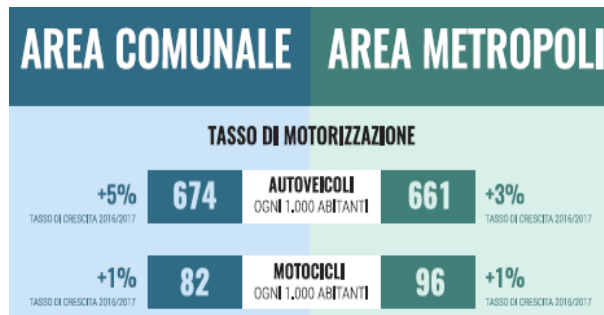 AREA COMUNALE
AREA METROPOLI
TASSO DI MOTORIZZAZIONE
+5%
TASSO DI CRESCITA 2016/2017
674
AUTOVEICOLI
OGNI 1.000 ABITANTI
661
+3%
TASSO DI CRESCITA 2016/2017
+1%
TASSO DI CRESCITA 2016/2017
82
MOTOCICLI
OGNI 1.000 ABITANTI
96
+1%
TASSO DI CRESCITA 2016/2017